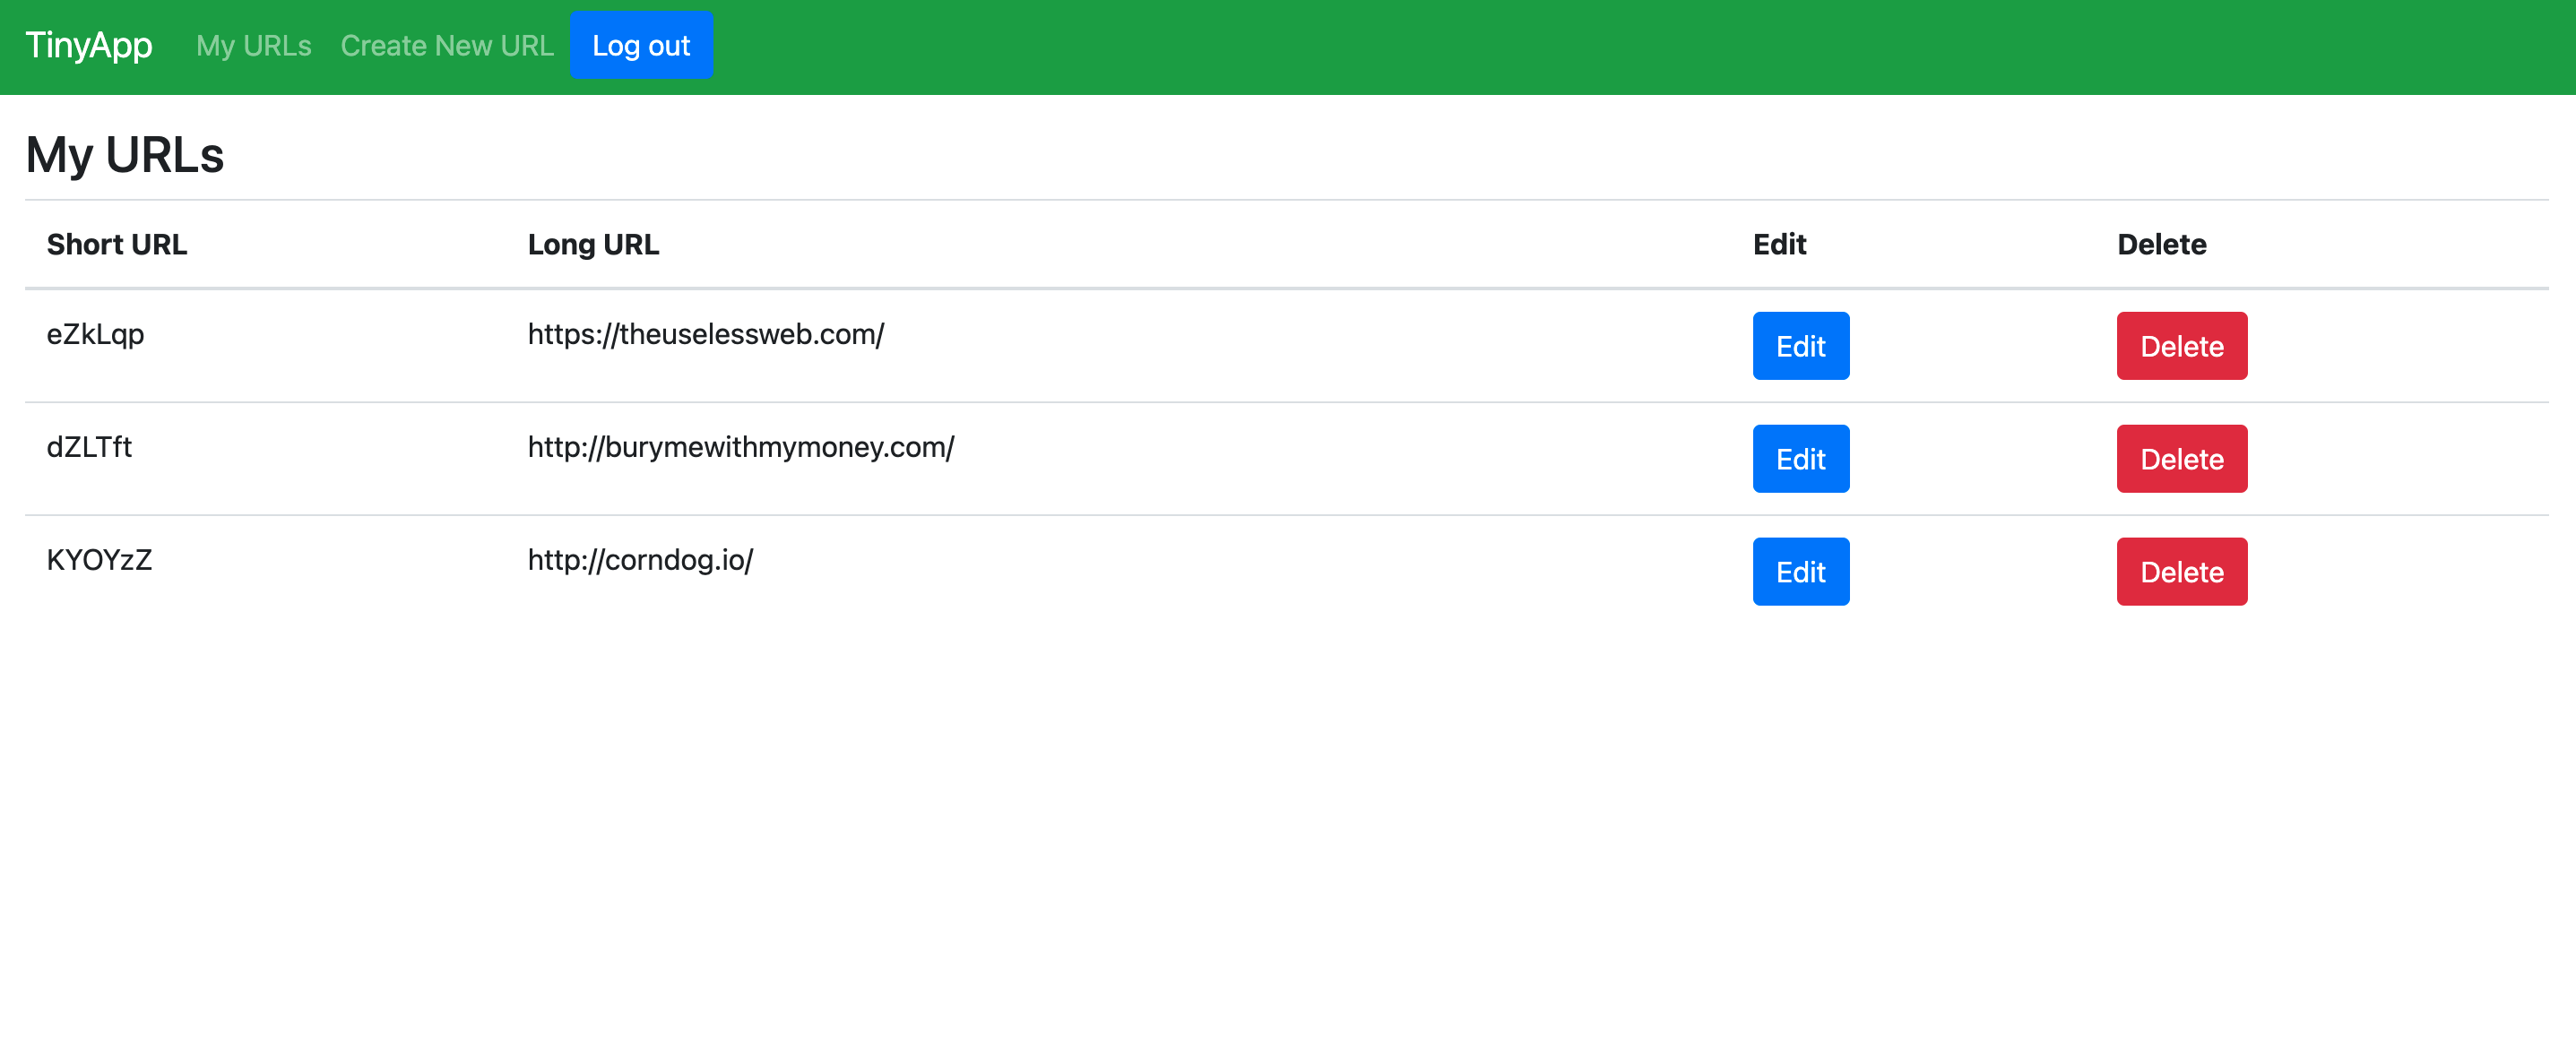 TinyApp My URLs Create New URL Log out
My URLs
Short URL Long URL Edit Delete
eZkLqp https://theuselessweb.com/ Edit Delete
dZLTft http://burymewithmymoney.com/ Edit Delete
KYOYzZ http://corndog.io/ Edit Delete